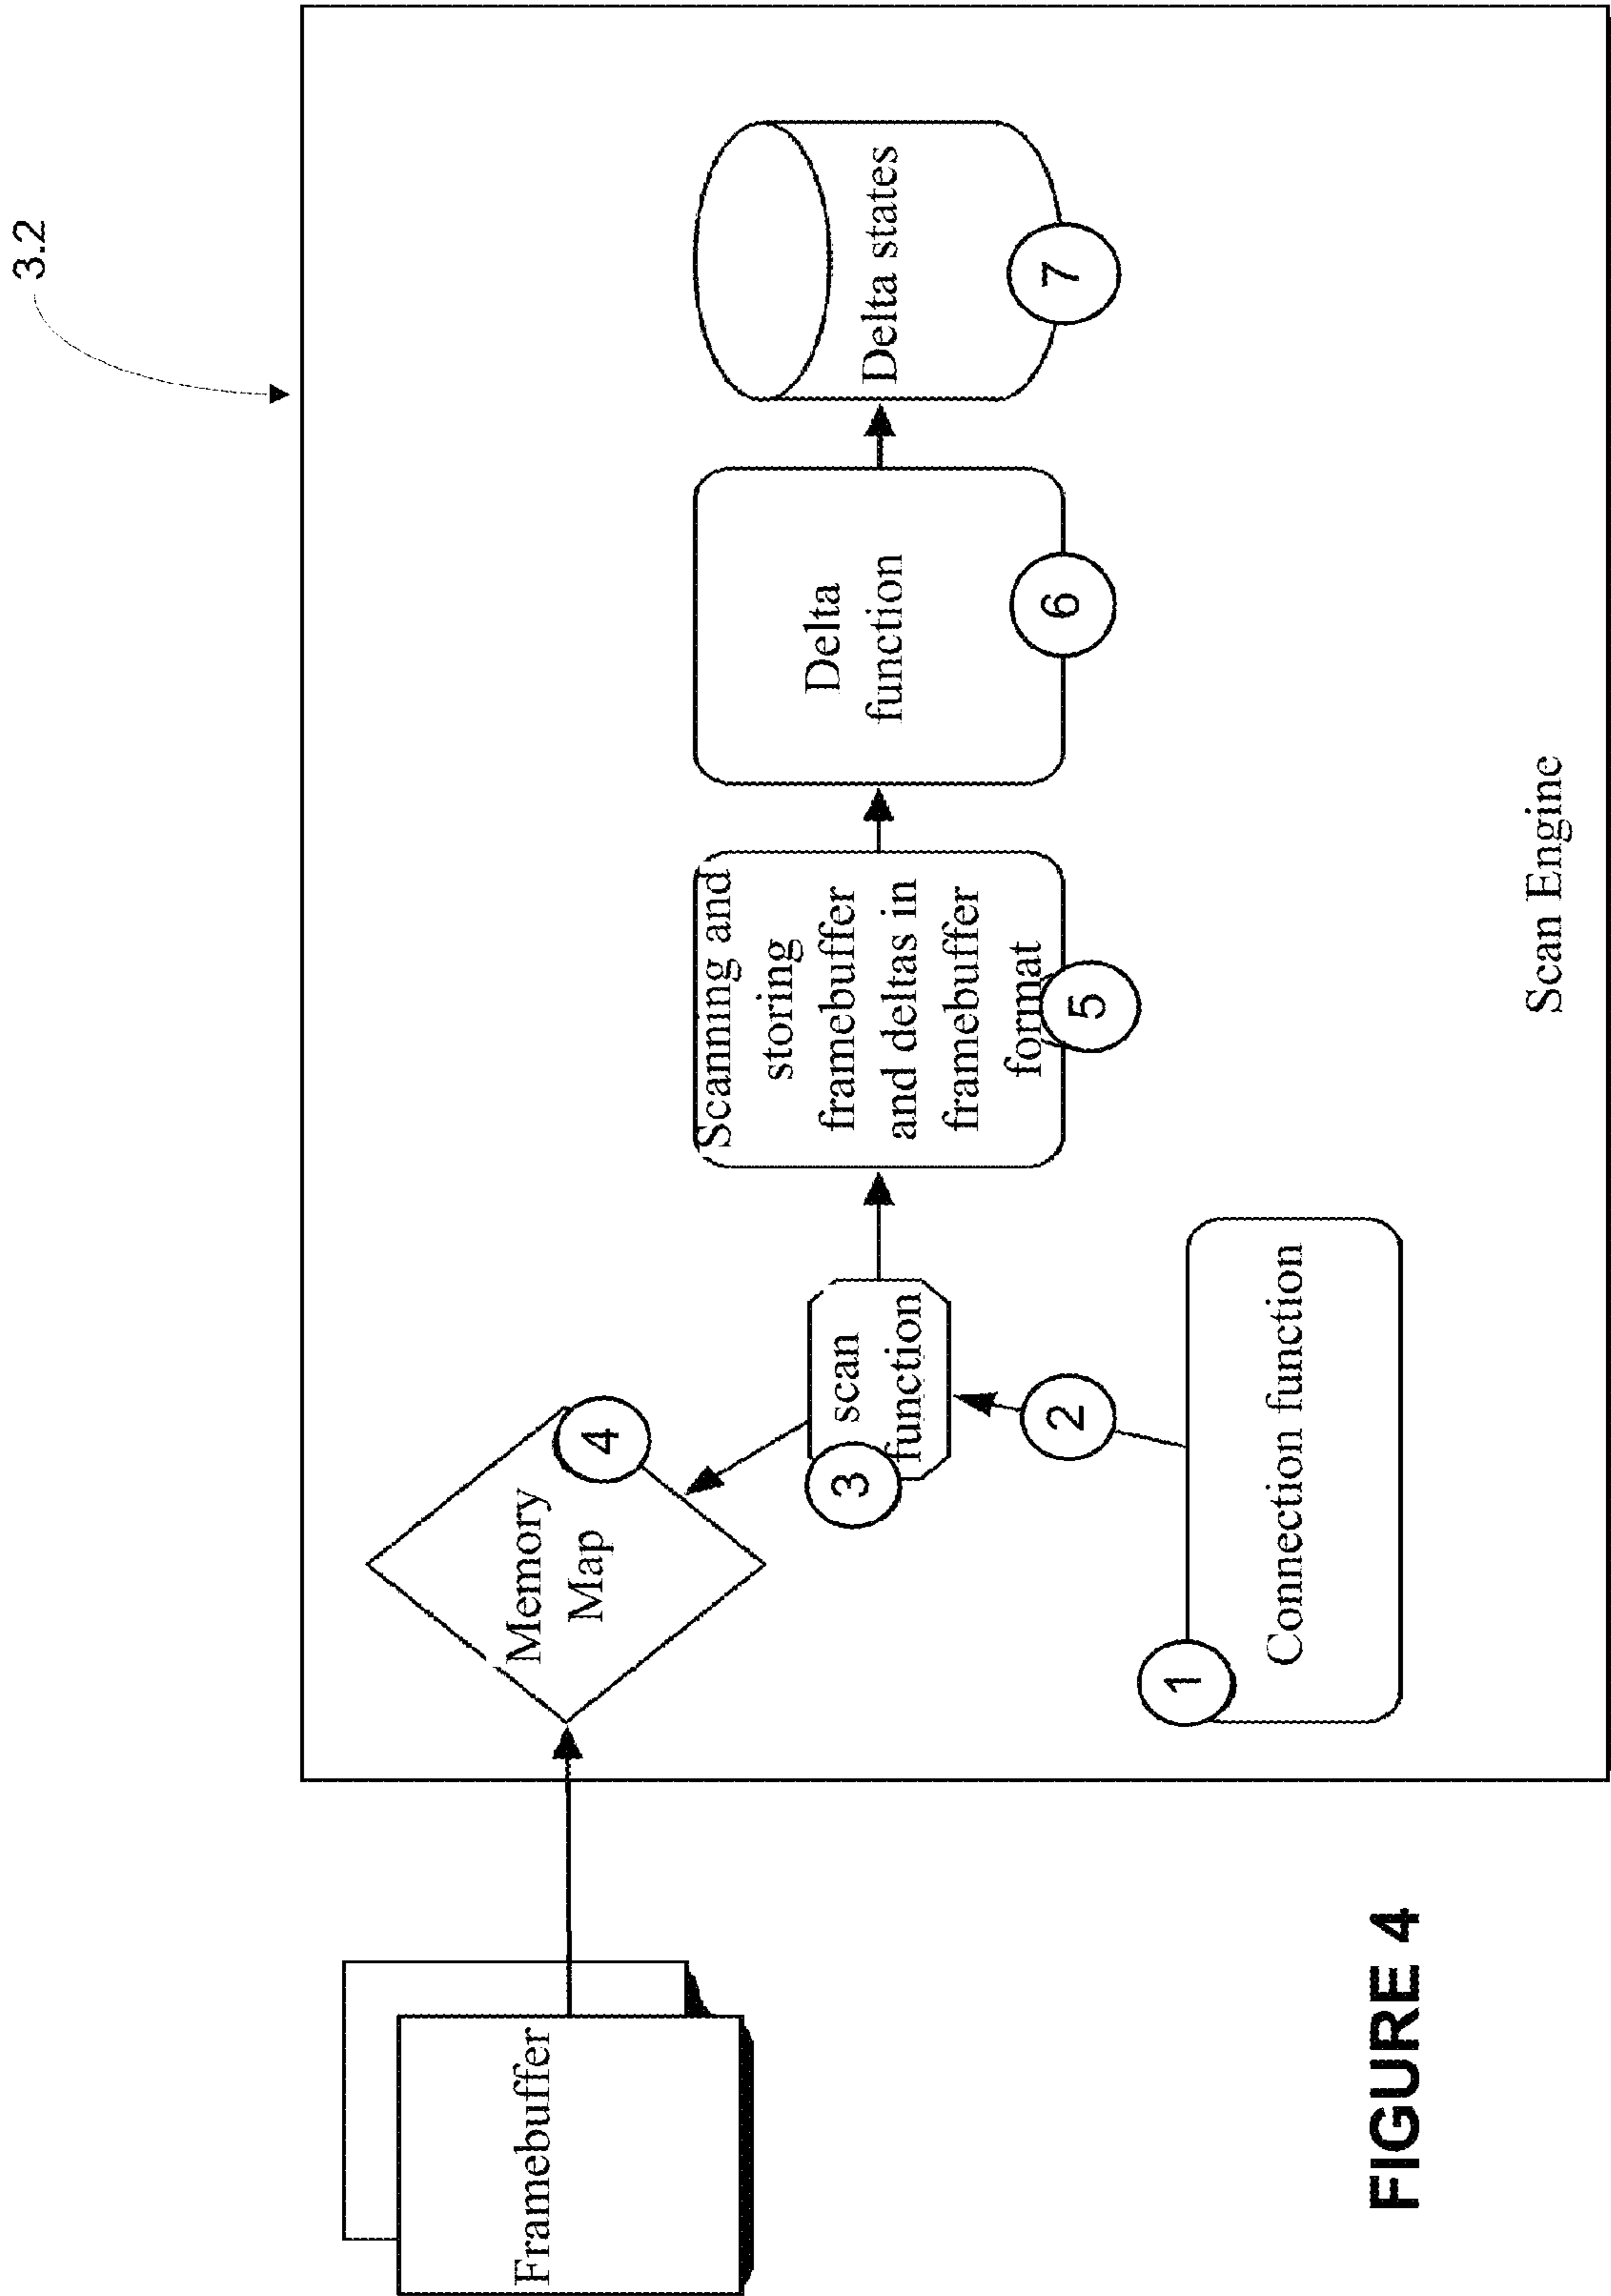 3.2
Framebuffer
Memory
Map
4
3
scan
function
2
1
Connection function
Scanning and
storing
framebuffer
and deltas in
framebuffer
format
5
Delta
function
6
Delta states
7
Scan Engine
FIGURE 4